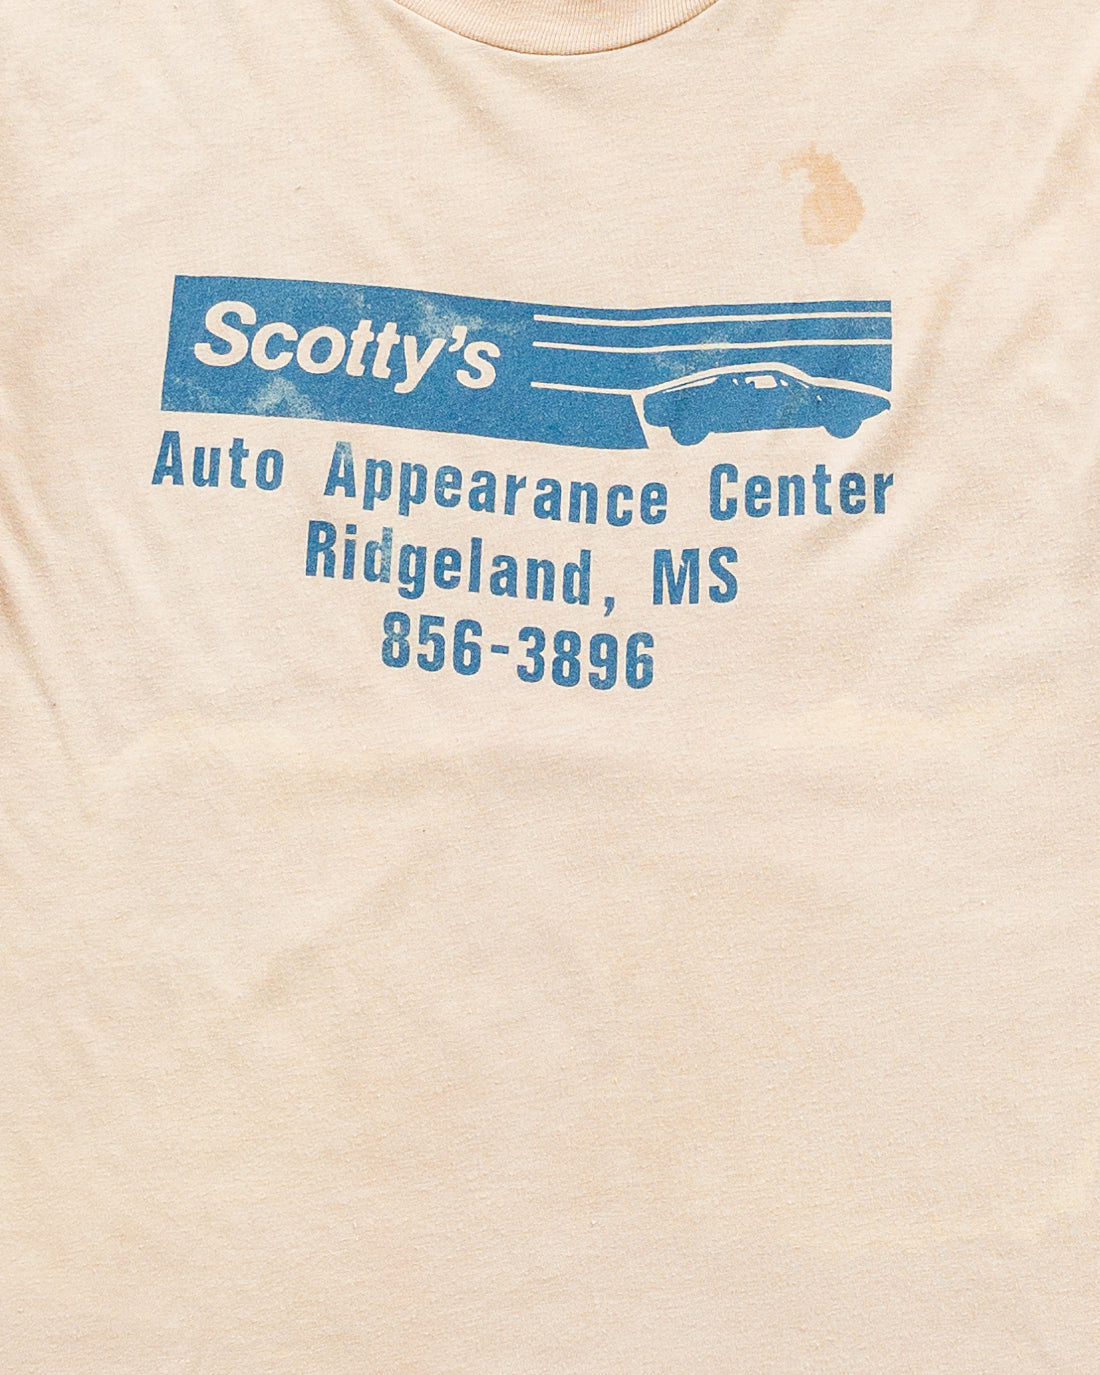 Scotty's
Auto Appearance Center
Ridgeland, MS
856-3896